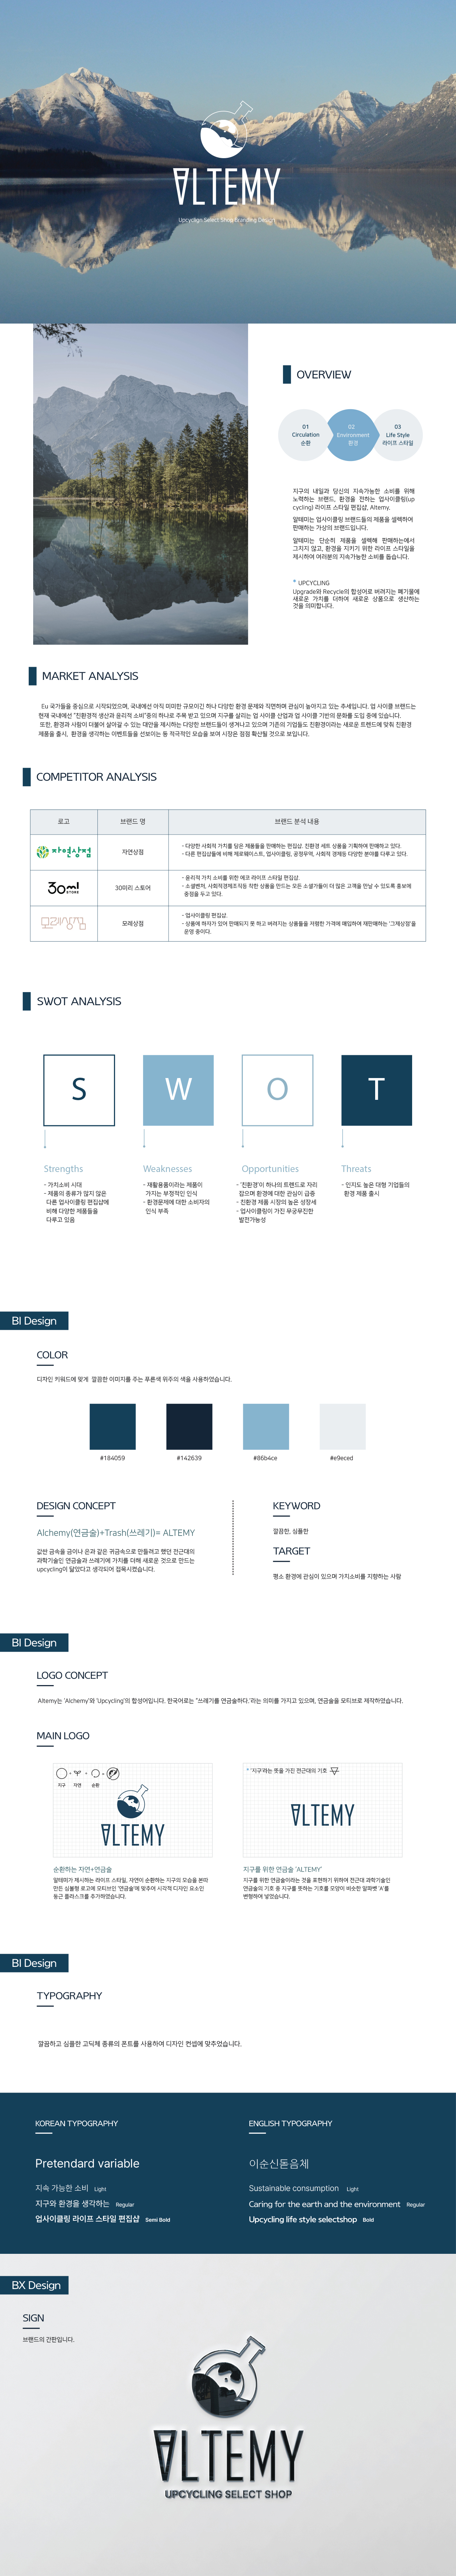 ⱯLTEMY
Upcyclign Select Shop Branding Design
OVERVIEW
01
Circulation
순환
02
Environment
환경
03
Life Style
라이프 스타일
지구의 내일과 당신의 지속가능한 소비를 위해
노력하는 브랜드, 환경을 전하는 업사이클링(up
cycling) 라이프 스타일 편집샵, Altemy.
알테미는 업사이클링 브랜드들의 제품을 셀렉하여
판매하는 가상의 브랜드입니다.
알테미는 단순히 제품을 셀렉해 판매하는에서
그치지 않고, 환경을 지키기 위한 라이프 스타일을
제시하여 여러분의 지속가능한 소비를 돕습니다.
* UPCYCLING
Upgrade와 Recycle의 합성어로 버려지는 폐기물에
새로운 가치를 더하여 새로운 상품으로 생산하는
것을 의미합니다.
MARKET ANALYSIS
Eu 국가들을 중심으로 시작되었으며, 국내에선 아직 미미한 규모이긴 하나 다양한 환경 문제와 직면하며 관심이 높아지고 있는 추세입니다. 업 사이클 브랜드는
현재 국내에선 "친환경적 생산과 윤리적 소비"중의 하나로 주목 받고 있으며 지구를 살리는 업 사이클 산업과 업 사이클 기반의 문화를 도입 중에 있습니다.
또한, 환경과 사람이 더불어 살아갈 수 있는 대안을 제시하는 다양한 브랜드들이 생겨나고 있으며 기존의 기업들도 친환경이라는 새로운 트렌드에 맞춰 친환경
제품을 출시, 환경을 생각하는 이벤트들을 선보이는 등 적극적인 모습을 보여 시장은 점점 확산될 것으로 보입니다.
COMPETITOR ANALYSIS
로고
브랜드 명
브랜드 분석 내용
자연상점
자연상점
- 다양한 사회적 가치를 담은 제품들을 판매하는 편집샵. 친환경 세트 상품을 기획하여 판매하고 있다.
- 다른 편집샵들에 비해 제로웨이스트, 업사이클링, 공정무역, 사회적 경제등 다양한 분야를 다루고 있다.
30ml
STORE
30미리 스토어
- 윤리적 가치 소비를 위한 에코 라이프 스타일 편집샵.
- 소셜벤처, 사회적경제조직등 착한 상품을 만드는 모든 소셜가들이 더 많은 고객을 만날 수 있도록 홍보에
중점을 두고 있다.
모레상점
모레상점
- 업사이클링 편집샵.
- 상품에 하자가 있어 판매되지 못 하고 버려지는 상품들을 저렴한 가격에 매입하여 재판매하는 '그제상점'을
운영 중이다.
SWOT ANALYSIS
S
W
O
T
Strengths
- 가치소비 시대
- 제품의 종류가 많지 않은
다른 업사이클링 편집샵에
비해 다양한 제품들을
다루고 있음
Weaknesses
- 재활용품이라는 제품이
가지는 부정적인 인식
- 환경문제에 대한 소비자의
인식 부족
Opportunities
- '친환경'이 하나의 트렌드로 자리
잡으며 환경에 대한 관심이 급증
- 친환경 제품 시장의 높은 성장세
- 업사이클링이 가진 무궁무진한
발전가능성
Threats
- 인지도 높은 대형 기업들의
환경 제품 출시
BI Design
COLOR
디자인 키워드에 맞게 깔끔한 이미지를 주는 푸른색 위주의 색을 사용하였습니다.
#184059
#142639
#86b4ce
#e9eced
DESIGN CONCEPT
Alchemy(연금술)+Trash(쓰레기)= ALTEMY
값싼 금속을 금이나 은과 같은 귀금속으로 만들려고 했던 전근대의
과학기술인 연금술과 쓰레기에 가치를 더해 새로운 것으로 만드는
upcycling이 닮았다고 생각되어 접목시켰습니다.
KEYWORD
깔끔한, 심플한
TARGET
평소 환경에 관심이 있으며 가치소비를 지향하는 사람
BI Design
LOGO CONCEPT
Altemy는 'Alchemy'와 'Upcycling'의 합성어입니다. 한국어로는 "쓰레기를 연금술하다.'라는 의미를 가지고 있으며, 연금술을 모티브로 제작하였습니다.
MAIN LOGO
지구
자연
순환
ⱯLTEMY
순환하는 자연+연금술
알테미가 제시하는 라이프 스타일, 자연이 순환하는 지구의 모습을 본따
만든 심볼형 로고에 모티브인 '연금술'에 맞추어 시각적 디자인 요소인
둥근 플라스크를 추가하였습니다.
* '지구'라는 뜻을 가진 전근대의 기호
ⱯLTEMY
지구를 위한 연금술 'ALTEMY'
지구를 위한 연금술이라는 것을 표현하기 위하여 전근대 과학기술인
연금술의 기호 중 지구를 뜻하는 기호를 모양이 비슷한 알파벳 'A'를
변형하여 넣었습니다.
BI Design
TYPOGRAPHY
깔끔하고 심플한 고딕체 종류의 폰트를 사용하여 디자인 컨셉에 맞추었습니다.
KOREAN TYPOGRAPHY
Pretendard variable
지속 가능한 소비 Light
지구와 환경을 생각하는 Regular
업사이클링 라이프 스타일 편집샵 Semi Bold
ENGLISH TYPOGRAPHY
이순신돋움체
Sustainable consumption Light
Caring for the earth and the environment Regular
Upcycling life style selectshop Bold
BX Design
SIGN
브랜드의 간판입니다.
ⱯLTEMY
UPCYCLING SELECT SHOP